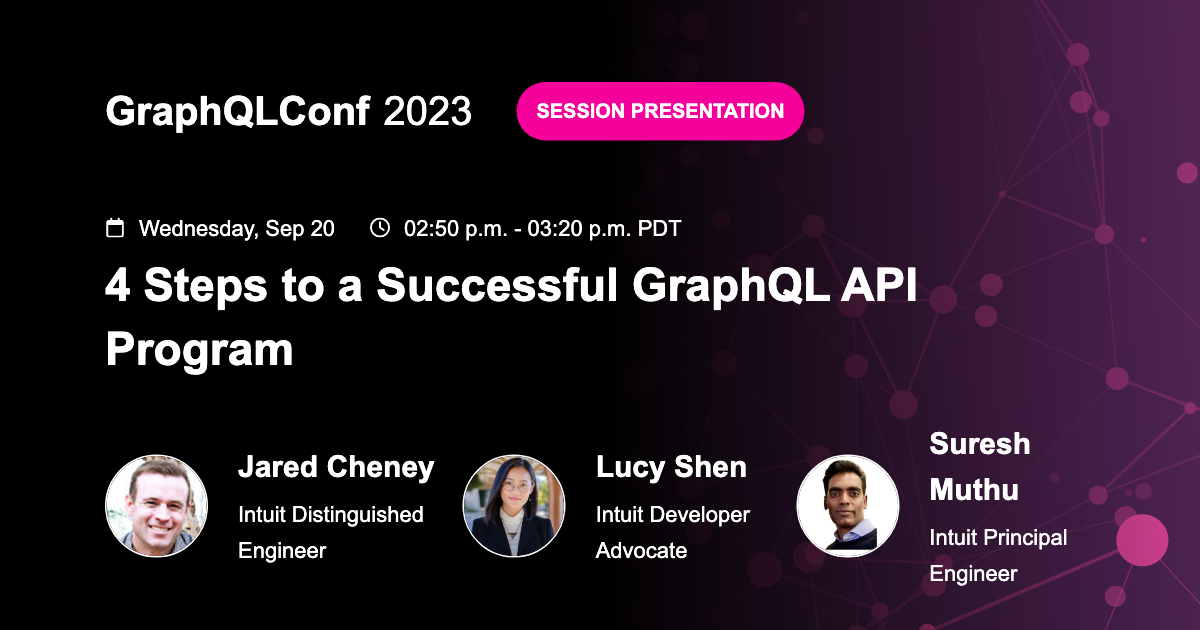 GraphQLConf 2023
SESSION PRESENTATION
Wednesday, Sep 20
02:50 p.m. - 03:20 p.m. PDT
4 Steps to a Successful GraphQL API
Program
Jared Cheney
Intuit Distinguished
Engineer
Lucy Shen
Intuit Developer
Advocate
Suresh
Muthu
Intuit Principal
Engineer